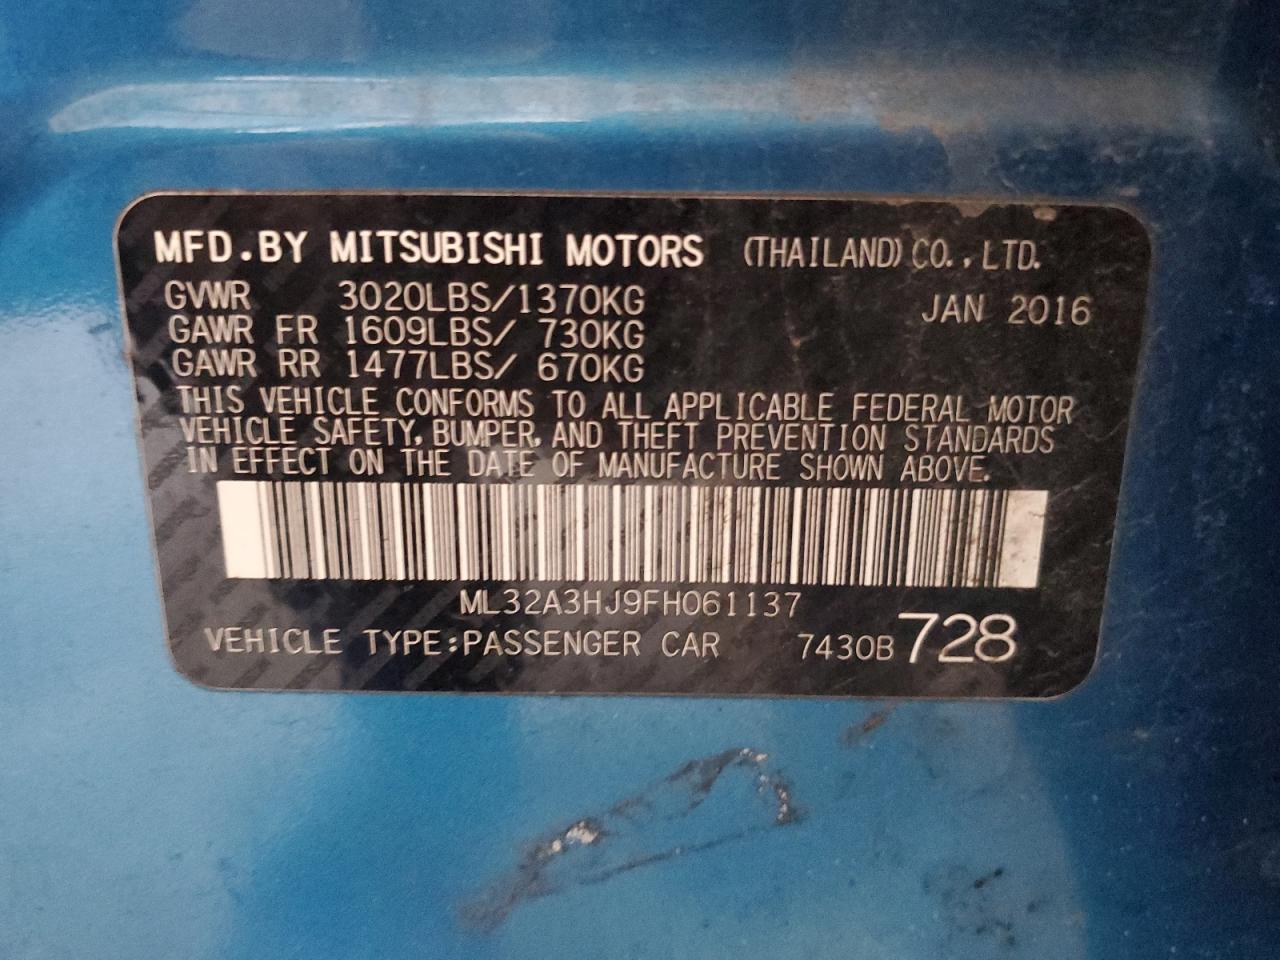 MFD.BY MITSUBISHI MOTORS (THAILAND) CO.,LTD.
GVWR 3020LBS/1370KG JAN 2016
GAWR FR 1609LBS/ 730KG
GAWR RR 1477LBS/ 670KG
THIS VEHICLE CONFORMS TO ALL APPLICABLE FEDERAL MOTOR
VEHICLE SAFETY, BUMPER, AND THEFT PREVENTION STANDARDS
IN EFFECT ON THE DATE OF MANUFACTURE SHOWN ABOVE.
ML32A3HJ9FH061137
VEHICLE TYPE:PASSENGER CAR 7430B 728